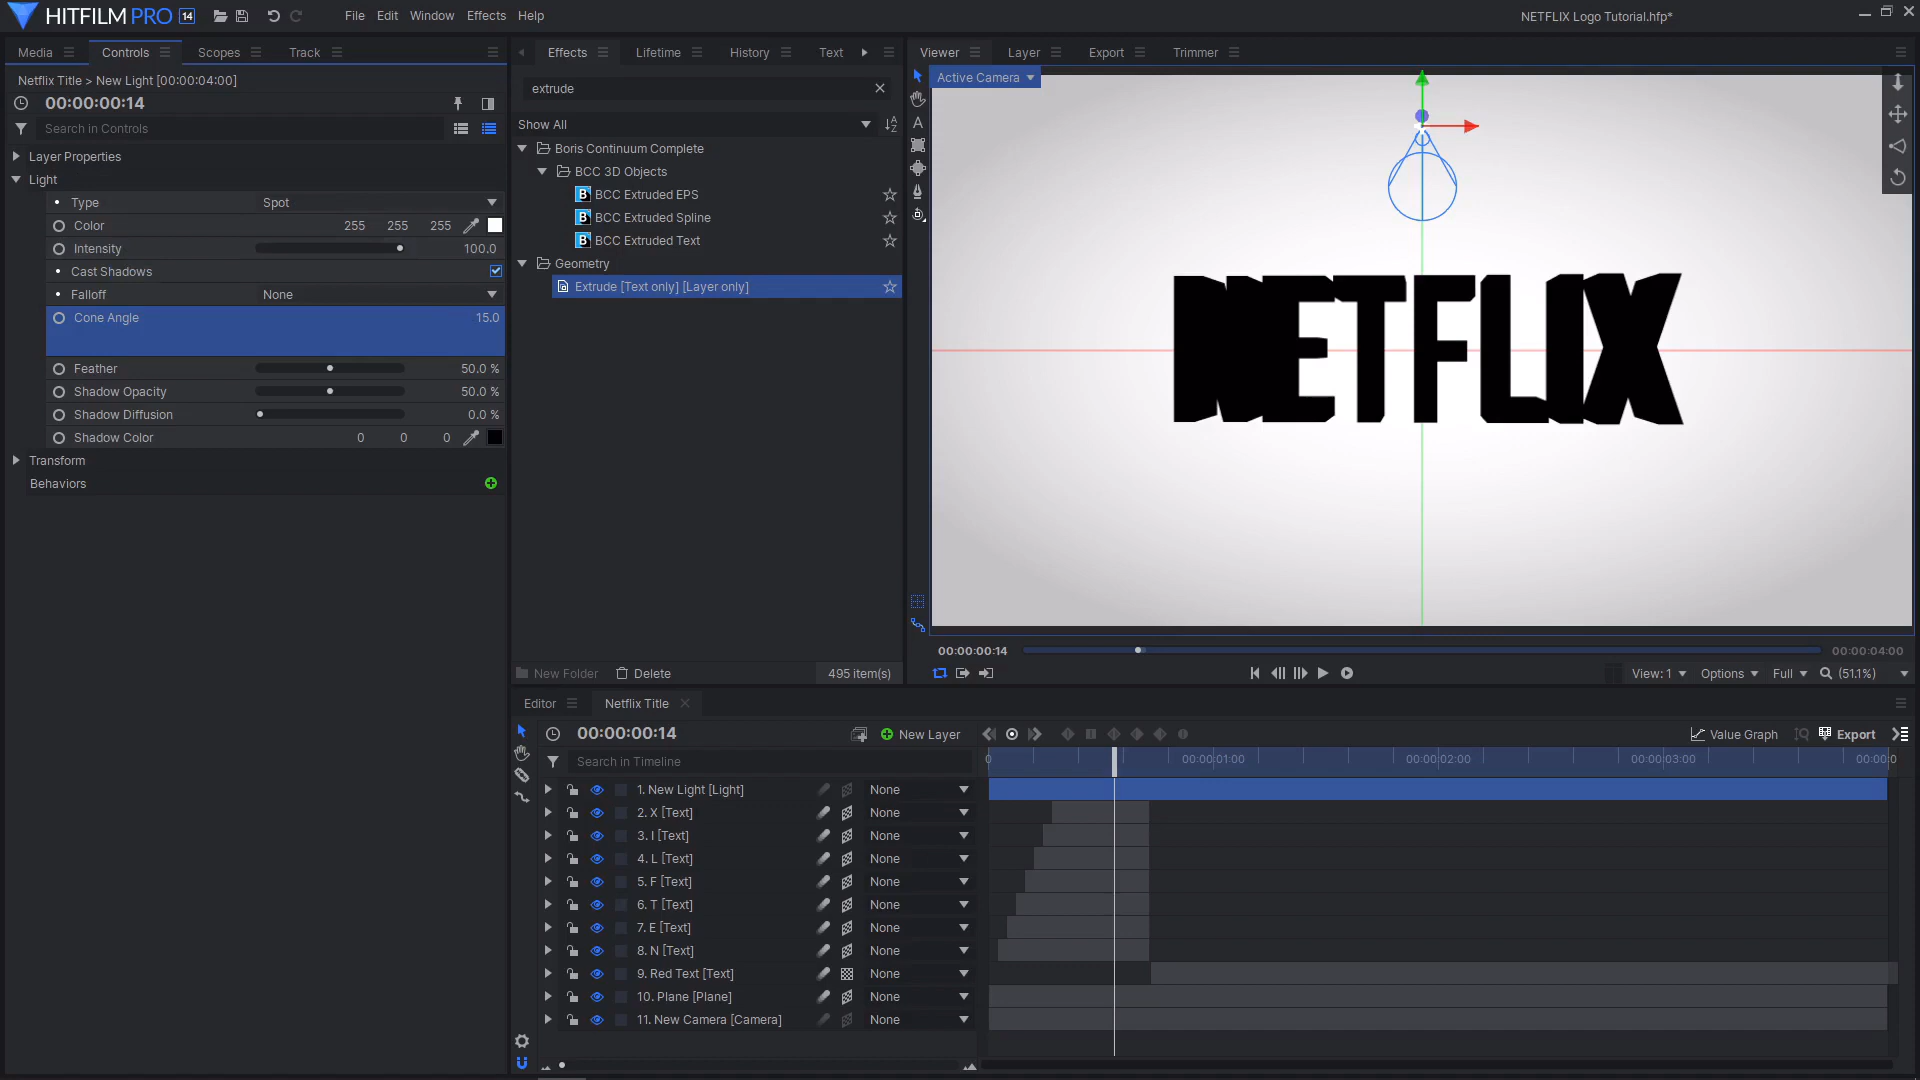 HITFILM PRO 14
File Edit Window Effects Help
NETFLIX Logo Tutorial.hfp*
Media Controls Scopes Track
Netflix Title > New Light [00:00:04:00]
00:00:00:14
Search in Controls
Layer Properties
Light
Type Spot
Color 255 255 255
Intensity 100.0
Cast Shadows
Falloff None
Cone Angle 15.0
Feather 50.0 %
Shadow Opacity 50.0 %
Shadow Diffusion 0.0 %
Shadow Color 0 0 0
Transform
Behaviors
Effects Lifetime History Text
extrude
Show All
Boris Continuum Complete
BCC 3D Objects
B BCC Extruded EPS
B BCC Extruded Spline
B BCC Extruded Text
Geometry
Extrude [Text only] [Layer only]
New Folder Delete 495 item(s)
Viewer Layer Export Trimmer
Active Camera
A
NETFLIX
00:00:00:14 00:00:04:00
View: 1 Options Full (51.1%)
Editor Netflix Title
00:00:00:14 New Layer Value Graph Export
Search in Timeline
0 00:00:01:00 00:00:02:00 00:00:03:00 00:00:0
1. New Light [Light] None
2. X [Text] None
3. I [Text] None
4. L [Text] None
5. F [Text] None
6. T [Text] None
7. E [Text] None
8. N [Text] None
9. Red Text [Text] None
10. Plane [Plane] None
11. New Camera [Camera] None